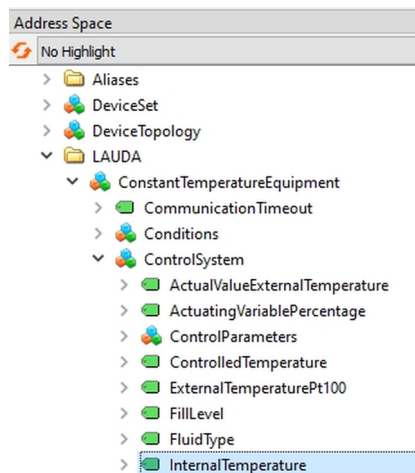 Address Space
No Highlight
Aliases
DeviceSet
DeviceTopology
LAUDA
ConstantTemperatureEquipment
CommunicationTimeout
Conditions
ControlSystem
ActualValueExternalTemperature
ActuatingVariablePercentage
ControlParameters
ControlledTemperature
ExternalTemperaturePt100
FillLevel
FluidType
InternalTemperature